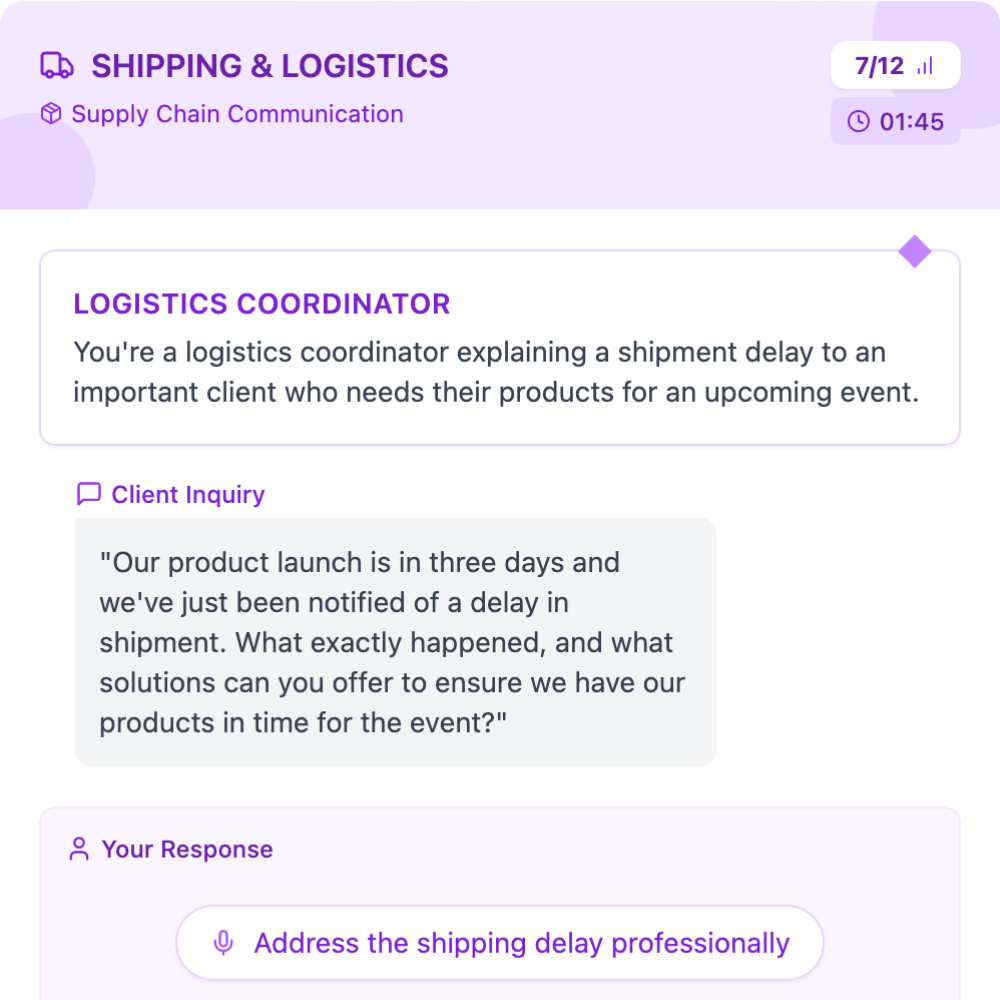 SHIPPING & LOGISTICS
Supply Chain Communication
7/12
01:45
LOGISTICS COORDINATOR
You're a logistics coordinator explaining a shipment delay to an
important client who needs their products for an upcoming event.
Client Inquiry
"Our product launch is in three days and
we've just been notified of a delay in
shipment. What exactly happened, and what
solutions can you offer to ensure we have our
products in time for the event?"
Your Response
Address the shipping delay professionally